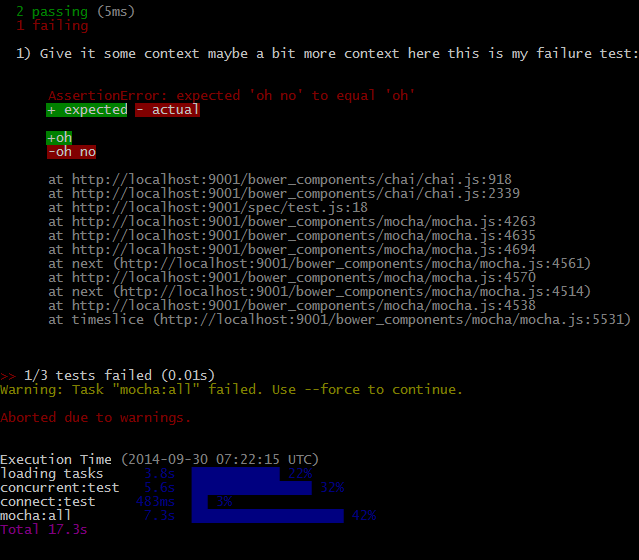 2 passing (5ms)
1 failing
1) Give it some context maybe a bit more context here this is my failure test:
AssertionError: expected 'oh no' to equal 'oh'
+ expected - actual
+oh
-oh no
at http://localhost:9001/bower_components/chai/chai.js:918
at http://localhost:9001/bower_components/chai/chai.js:2339
at http://localhost:9001/spec/test.js:18
at http://localhost:9001/bower_components/mocha/mocha.js:4263
at http://localhost:9001/bower_components/mocha/mocha.js:4635
at http://localhost:9001/bower_components/mocha/mocha.js:4694
at next (http://localhost:9001/bower_components/mocha/mocha.js:4561)
at http://localhost:9001/bower_components/mocha/mocha.js:4570
at next (http://localhost:9001/bower_components/mocha/mocha.js:4514)
at http://localhost:9001/bower_components/mocha/mocha.js:4538
at timeslice (http://localhost:9001/bower_components/mocha/mocha.js:5531)
>> 1/3 tests failed (0.01s)
Warning: Task "mocha:all" failed. Use --force to continue.
Aborted due to warnings.
Execution Time (2014-09-30 07:22:15 UTC)
loading tasks 3.8s 22%
concurrent:test 5.6s 32%
connect:test 483ms 3%
mocha:all 7.3s 42%
Total 17.3s